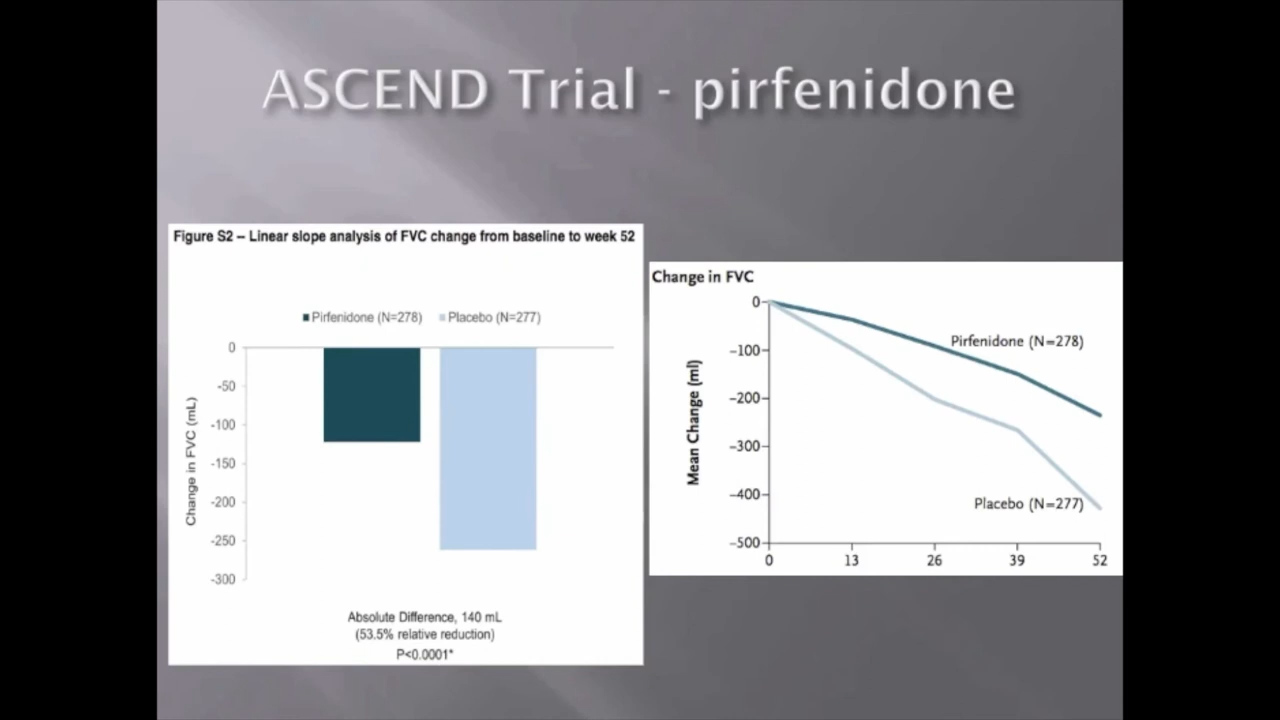 ASCEND Trial - pirfenidone
Figure S2 – Linear slope analysis of FVC change from baseline to week 52
Pirfenidone (N=278) Placebo (N=277)
0
-50
-100
-150
-200
-250
-300
Change in FVC (mL)
Absolute Difference, 140 mL
(53.5% relative reduction)
P<0.0001*
Change in FVC
0
–100
–200
–300
–400
–500
Mean Change (ml)
Pirfenidone (N=278)
Placebo (N=277)
0 13 26 39 52